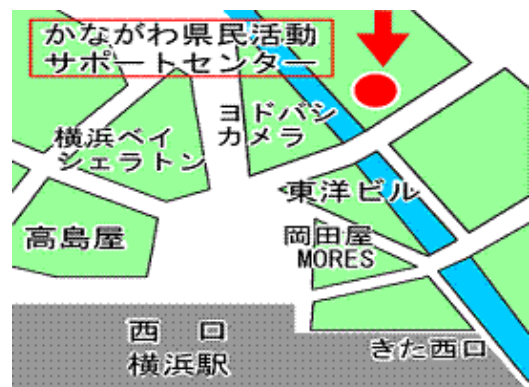 かながわ県民活動
サポートセンター
ヨドバシ
カメラ
横浜ベイ
シェラトン
東洋ビル
高島屋
岡田屋
MORES
西 口
横浜駅
きた西口